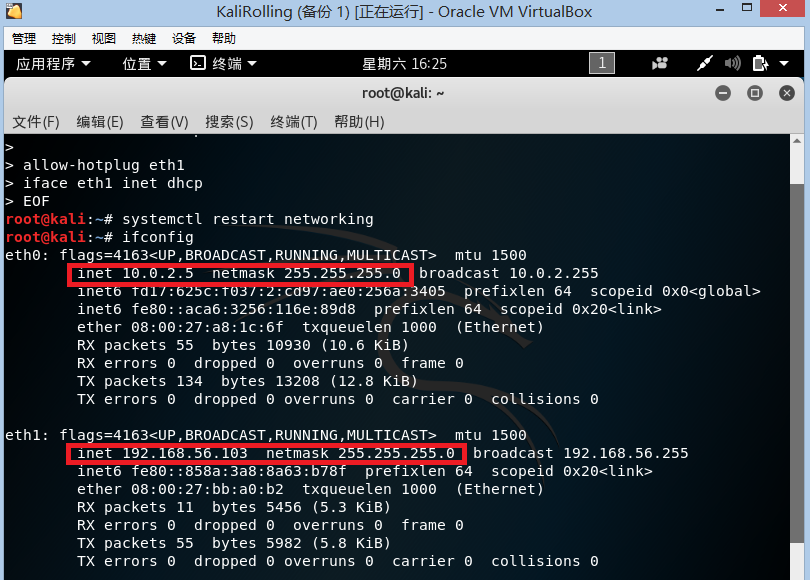 KaliRolling (备份 1) [正在运行] - Oracle VM VirtualBox
管理 控制 视图 热键 设备 帮助
应用程序 位置 终端 星期六 16:25 1
root@kali: ~
文件(F) 编辑(E) 查看(V) 搜索(S) 终端(T) 帮助(H)
>
> allow-hotplug eth1
> iface eth1 inet dhcp
> EOF
root@kali:~# systemctl restart networking
root@kali:~# ifconfig
eth0: flags=4163<UP,BROADCAST,RUNNING,MULTICAST>  mtu 1500
inet 10.0.2.5  netmask 255.255.255.0  broadcast 10.0.2.255
inet6 fd17:625c:f037:2:cd97:ae0:256a:3405  prefixlen 64  scopeid 0x0<global>
inet6 fe80::aca6:3256:116e:89d8  prefixlen 64  scopeid 0x20<link>
ether 08:00:27:a8:1c:6f  txqueuelen 1000  (Ethernet)
RX packets 55  bytes 10930 (10.6 KiB)
RX errors 0  dropped 0  overruns 0  frame 0
TX packets 134  bytes 13208 (12.8 KiB)
TX errors 0  dropped 0 overruns 0  carrier 0  collisions 0
eth1: flags=4163<UP,BROADCAST,RUNNING,MULTICAST>  mtu 1500
inet 192.168.56.103  netmask 255.255.255.0  broadcast 192.168.56.255
inet6 fe80::858a:3a8:8a63:b78f  prefixlen 64  scopeid 0x20<link>
ether 08:00:27:bb:a0:b2  txqueuelen 1000  (Ethernet)
RX packets 11  bytes 5456 (5.3 KiB)
RX errors 0  dropped 0  overruns 0  frame 0
TX packets 55  bytes 5982 (5.8 KiB)
TX errors 0  dropped 0 overruns 0  carrier 0  collisions 0